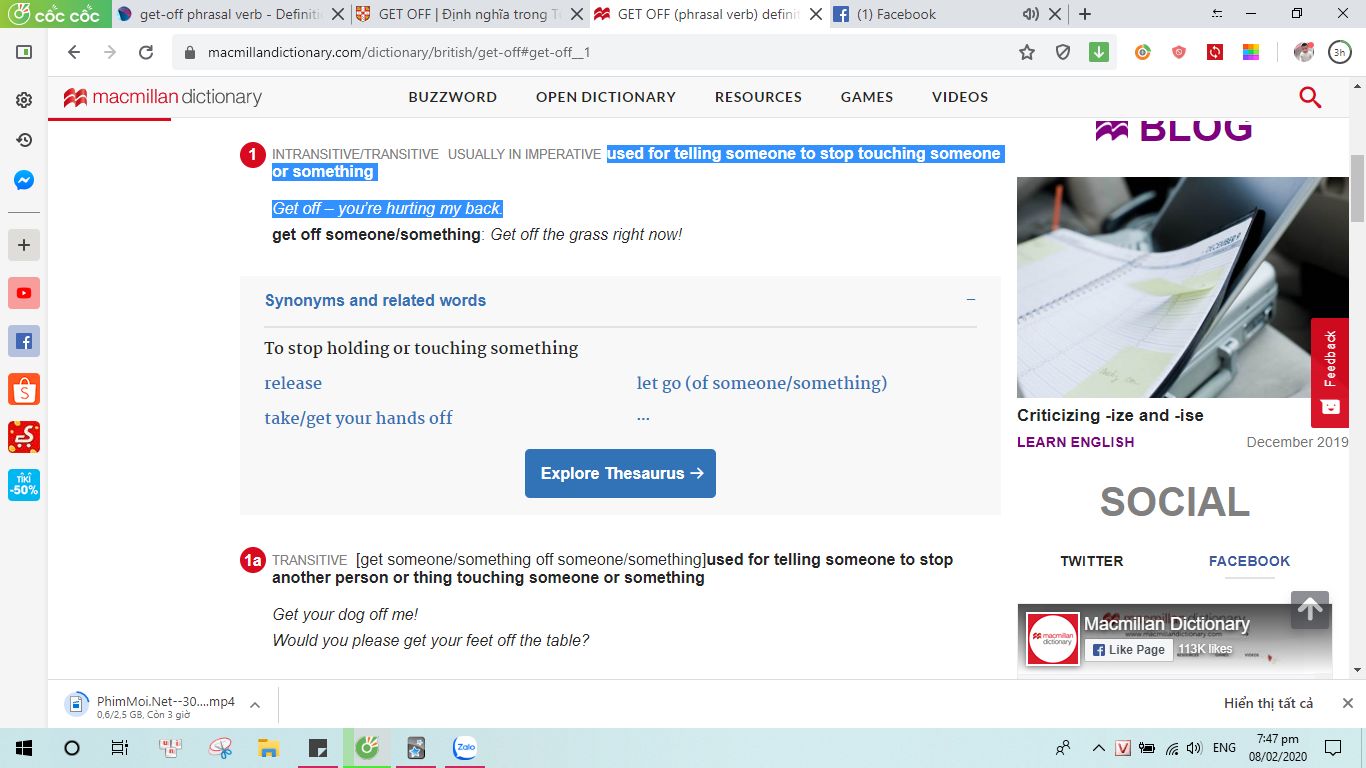 cốc cốc
get-off phrasal verb - Definiti
GET OFF | Định nghĩa trong T
GET OFF (phrasal verb) defini
(1) Facebook
macmillandictionary.com/dictionary/british/get-off#get-off__1
3h
macmillan dictionary
BUZZWORD OPEN DICTIONARY RESOURCES GAMES VIDEOS
BLOG
1 INTRANSITIVE/TRANSITIVE USUALLY IN IMPERATIVE used for telling someone to stop touching someone
or something
Get off – you're hurting my back.
get off someone/something: Get off the grass right now!
Synonyms and related words –
To stop holding or touching something
release let go (of someone/something)
take/get your hands off ...
Explore Thesaurus →
1a TRANSITIVE [get someone/something off someone/something]used for telling someone to stop
another person or thing touching someone or something
Get your dog off me!
Would you please get your feet off the table?
DECEMBER
Feedback
Criticizing -ize and -ise
LEARN ENGLISH December 2019
SOCIAL
TWITTER FACEBOOK
macmillan
dictionary
Macmillan Dictionary
www.macmillandictionary.com
Like Page 113K likes
TIKI
-50%
PhimMoi.Net--30....mp4
0,6/2,5 GB, Còn 3 giờ
Hiển thị tất cả
Zalo
V
ENG
7:47 pm
08/02/2020